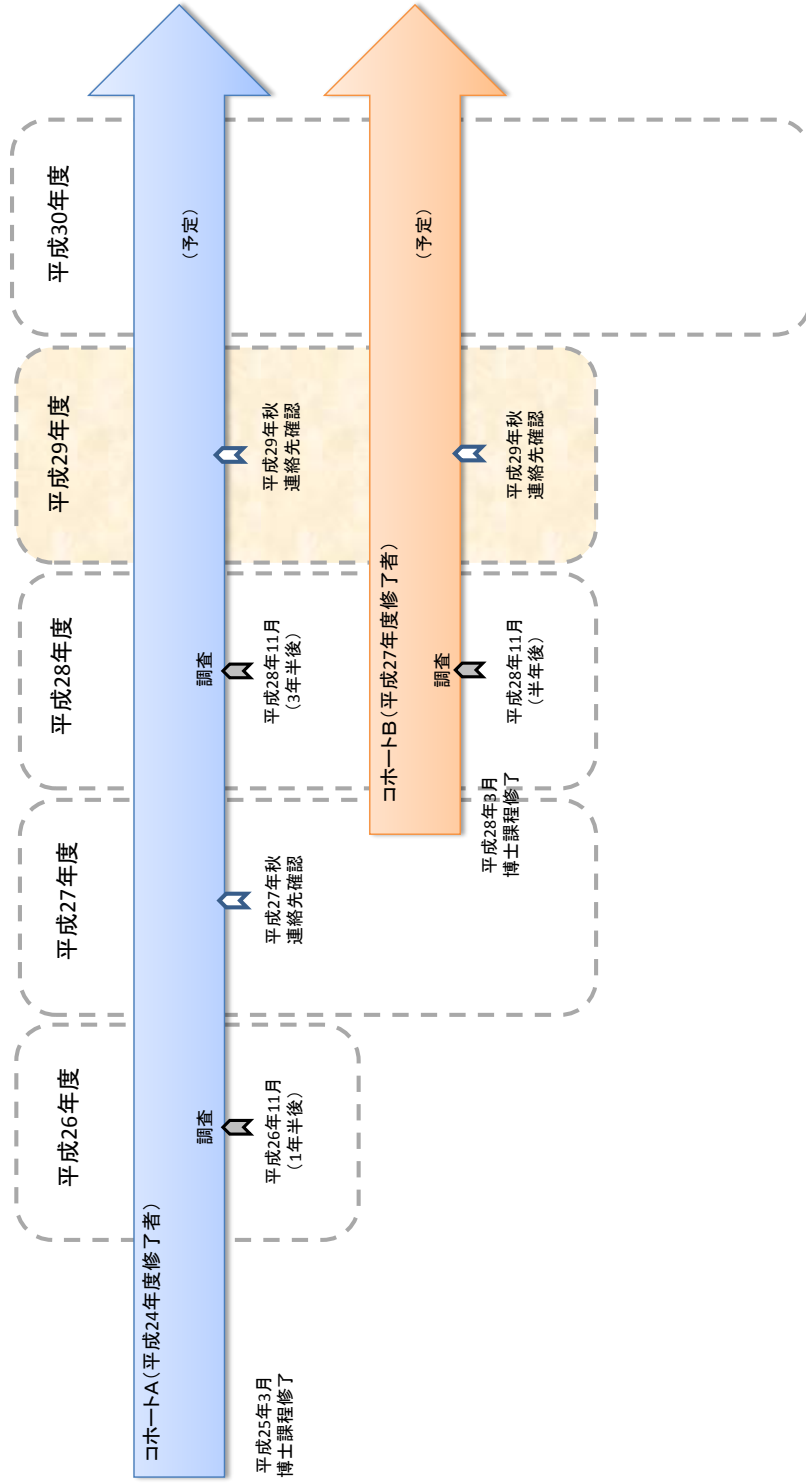 平成26年度
平成27年度
平成28年度
平成29年度
平成30年度
コホートA(平成24年度修了者)
調査
調査
(予定)
平成25年3月
博士課程修了
平成26年11月
(1年半後)
平成27年秋
連絡先確認
平成28年11月
(3年半後)
平成29年秋
連絡先確認
コホートB(平成27年度修了者)
調査
(予定)
平成28年3月
博士課程修了
平成28年11月
(半年後)
平成29年秋
連絡先確認